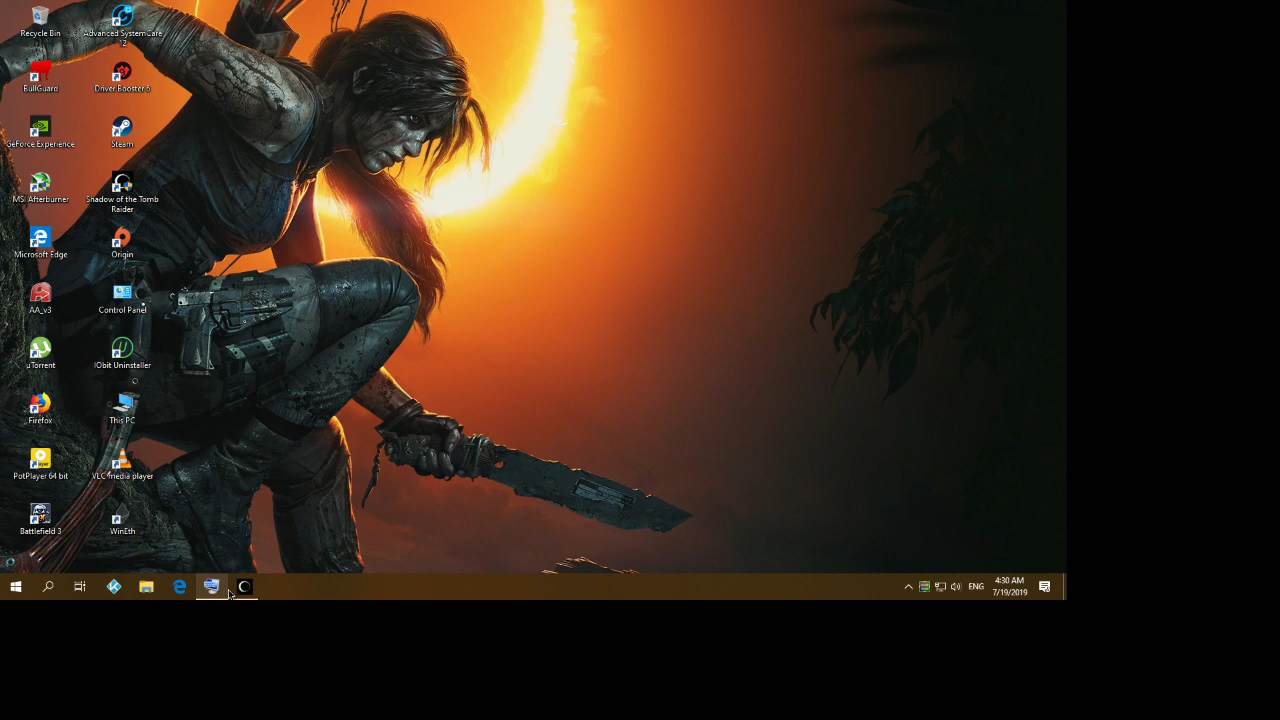 Recycle Bin
Advanced SystemCare
12
BullGuard
Driver Booster 6
GeForce Experience
Steam
MSI Afterburner
Shadow of the Tomb
Raider
Microsoft Edge
Origin
AA_v3
Control Panel
uTorrent
IObit Uninstaller
Firefox
This PC
PotPlayer 64 bit
VLC media player
Battlefield 3
WinEth
ENG
4:30 AM
7/19/2019